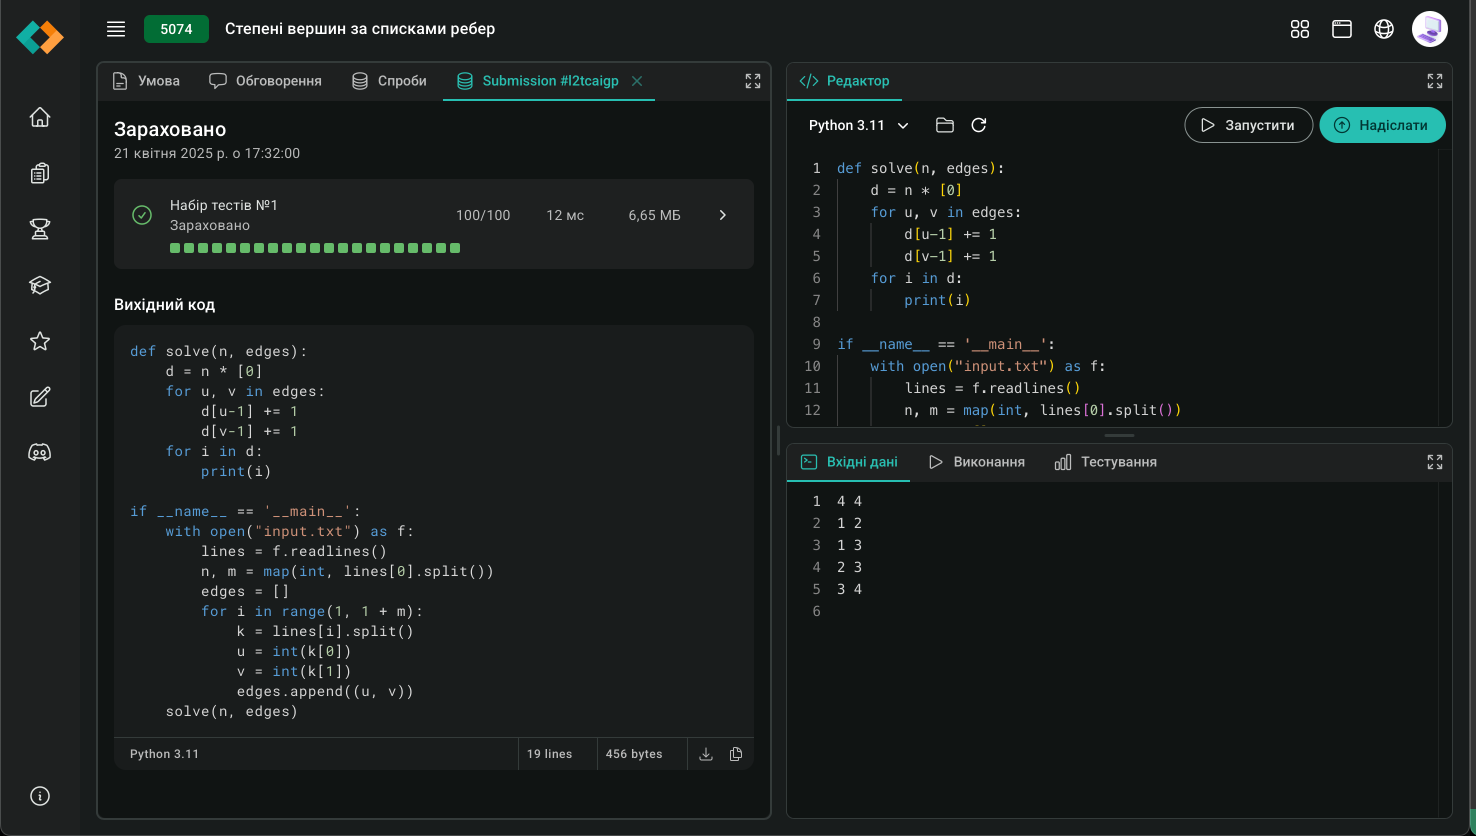 5074 Степені вершин за списками ребер
Умова Обговорення Спроби Submission #l2tcaigp
Зараховано
21 квітня 2025 р. о 17:32:00
Набір тестів №1
Зараховано
100/100 12 мс 6,65 МБ
Вихідний код
def solve(n, edges):
    d = n * [0]
    for u, v in edges:
        d[u-1] += 1
        d[v-1] += 1
    for i in d:
        print(i)

if __name__ == '__main__':
    with open("input.txt") as f:
        lines = f.readlines()
        n, m = map(int, lines[0].split())
        edges = []
        for i in range(1, 1 + m):
            k = lines[i].split()
            u = int(k[0])
            v = int(k[1])
            edges.append((u, v))
    solve(n, edges)
Python 3.11 19 lines 456 bytes
Редактор
Python 3.11 Запустити Надіслати
1 def solve(n, edges):
2     d = n * [0]
3     for u, v in edges:
4         d[u-1] += 1
5         d[v-1] += 1
6     for i in d:
7         print(i)
8
9 if __name__ == '__main__':
10     with open("input.txt") as f:
11         lines = f.readlines()
12         n, m = map(int, lines[0].split())
Вхідні дані Виконання Тестування
1 4 4
2 1 2
3 1 3
4 2 3
5 3 4
6